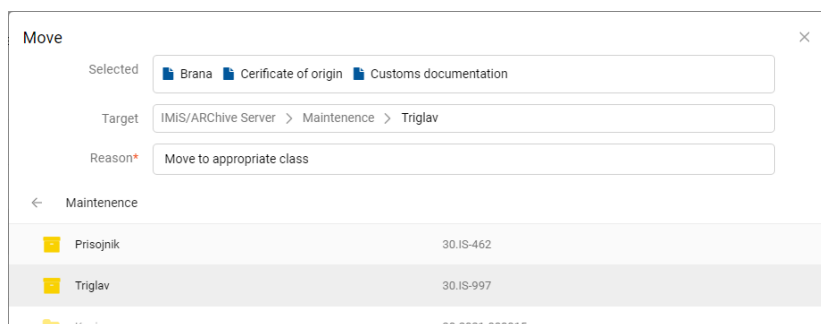 Move
Selected Brana Cerificate of origin Customs documentation
Target IMiS/ARChive Server > Maintenence > Triglav
Reason* Move to appropriate class
Maintenence
Prisojnik 30.IS-462
Triglav 30.IS-997